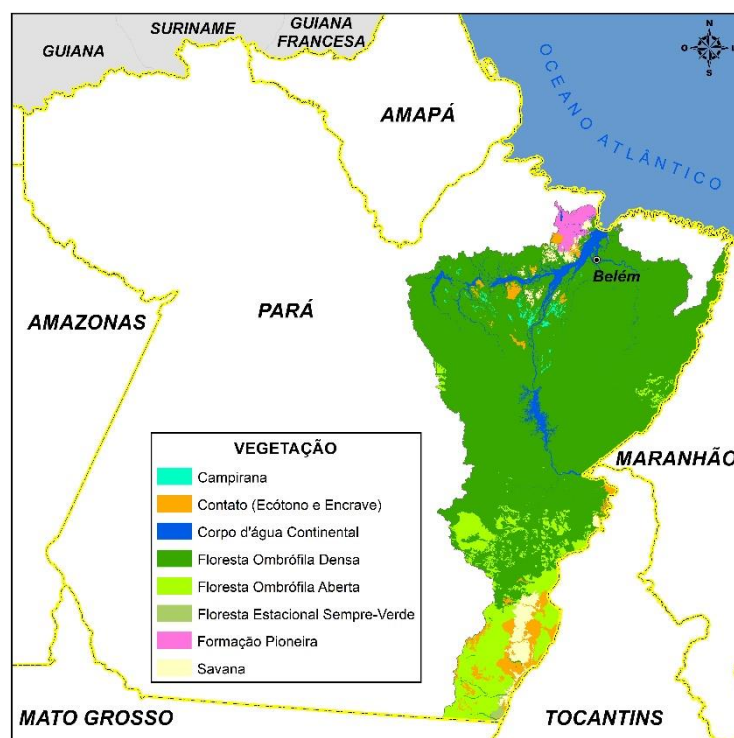 GUIANA
SURINAME
GUIANA
FRANCESA
N
O
S
AMAPÁ
OCEANO ATLÂNTICO
Belém
AMAZONAS
PARÁ
MARANHÃO
VEGETAÇÃO
Campirana
Contato (Ecótono e Encrave)
Corpo d'água Continental
Floresta Ombrófila Densa
Floresta Ombrófila Aberta
Floresta Estacional Sempre-Verde
Formação Pioneira
Savana
MATO GROSSO
TOCANTINS